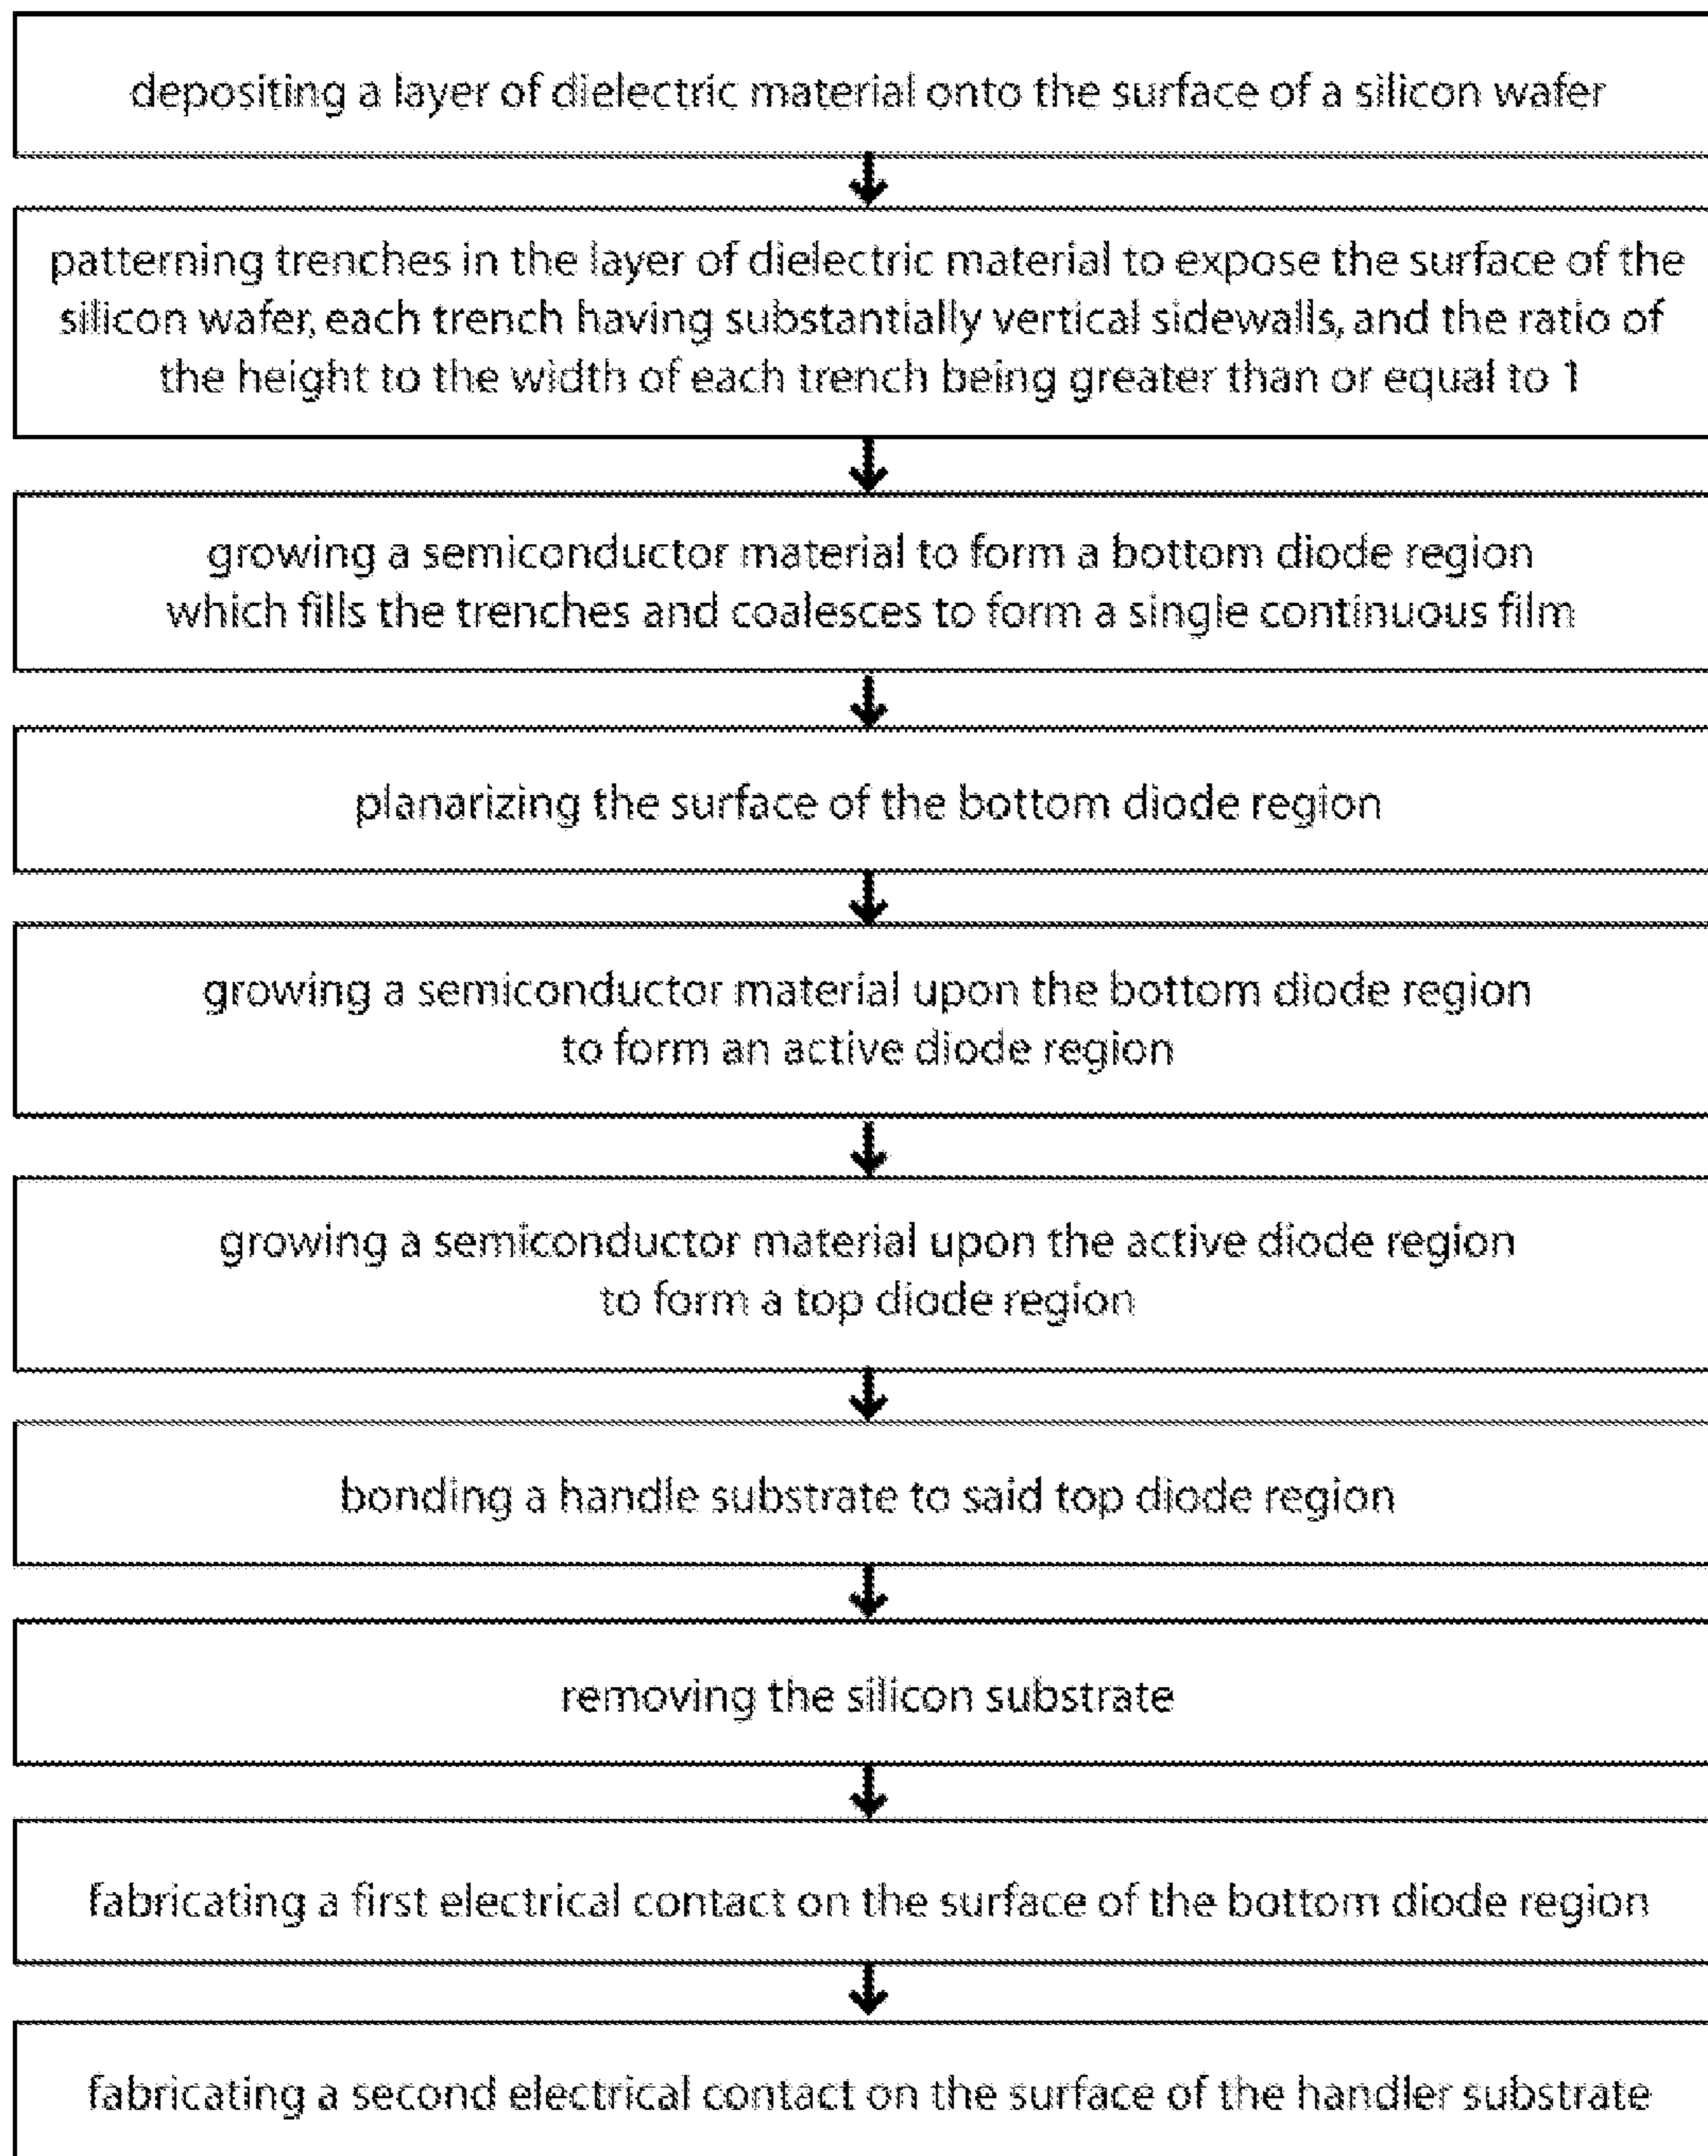 depositing a layer of dielectric material onto the surface of a silicon wafer
patterning trenches in the layer of dielectric material to expose the surface of the
silicon wafer, each trench having substantially vertical sidewalls, and the ratio of
the height to the width of each trench being greater than or equal to 1
growing a semiconductor material to form a bottom diode region
which fills the trenches and coalesces to form a single continuous film
planarizing the surface of the bottom diode region
growing a semiconductor material upon the bottom diode region
to form an active diode region
growing a semiconductor material upon the active diode region
to form a top diode region
bonding a handle substrate to said top diode region
removing the silicon substrate
fabricating a first electrical contact on the surface of the bottom diode region
fabricating a second electrical contact on the surface of the handler substrate